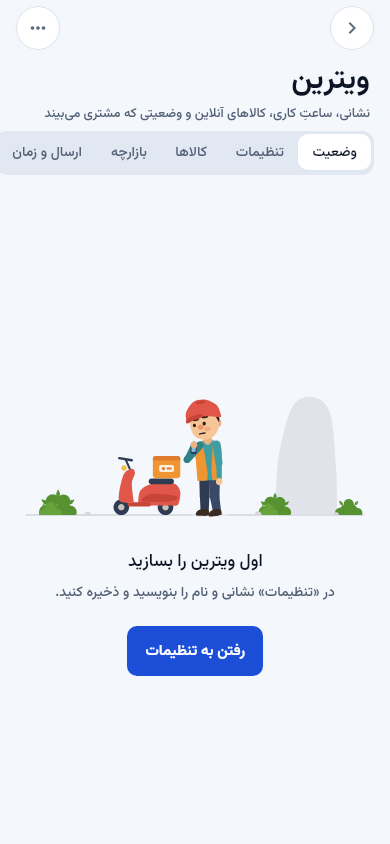 ویترین
نشانی، ساعتِ کاری، کالاهای آنلاین و وضعیتی که مشتری می‌بیند
وضعیت
تنظیمات
کالاها
بازارچه
ارسال و زمان
اول ویترین را بسازید
در «تنظیمات» نشانی و نام را بنویسید و ذخیره کنید.
رفتن به تنظیمات